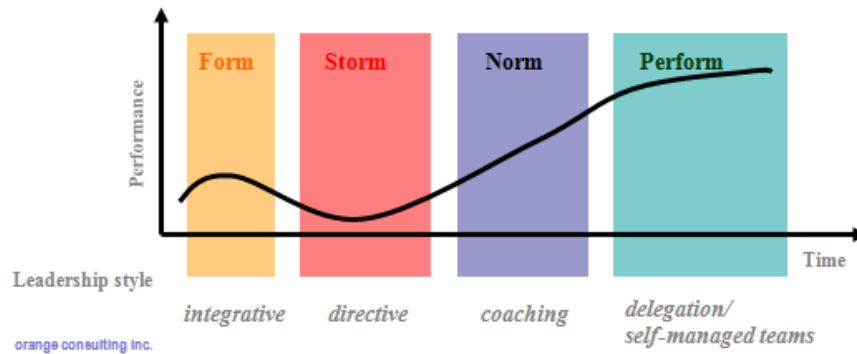 Form
Storm
Norm
Perform
Performance
Time
Leadership style
integrative
directive
coaching
delegation/
self-managed teams
orange consulting inc.